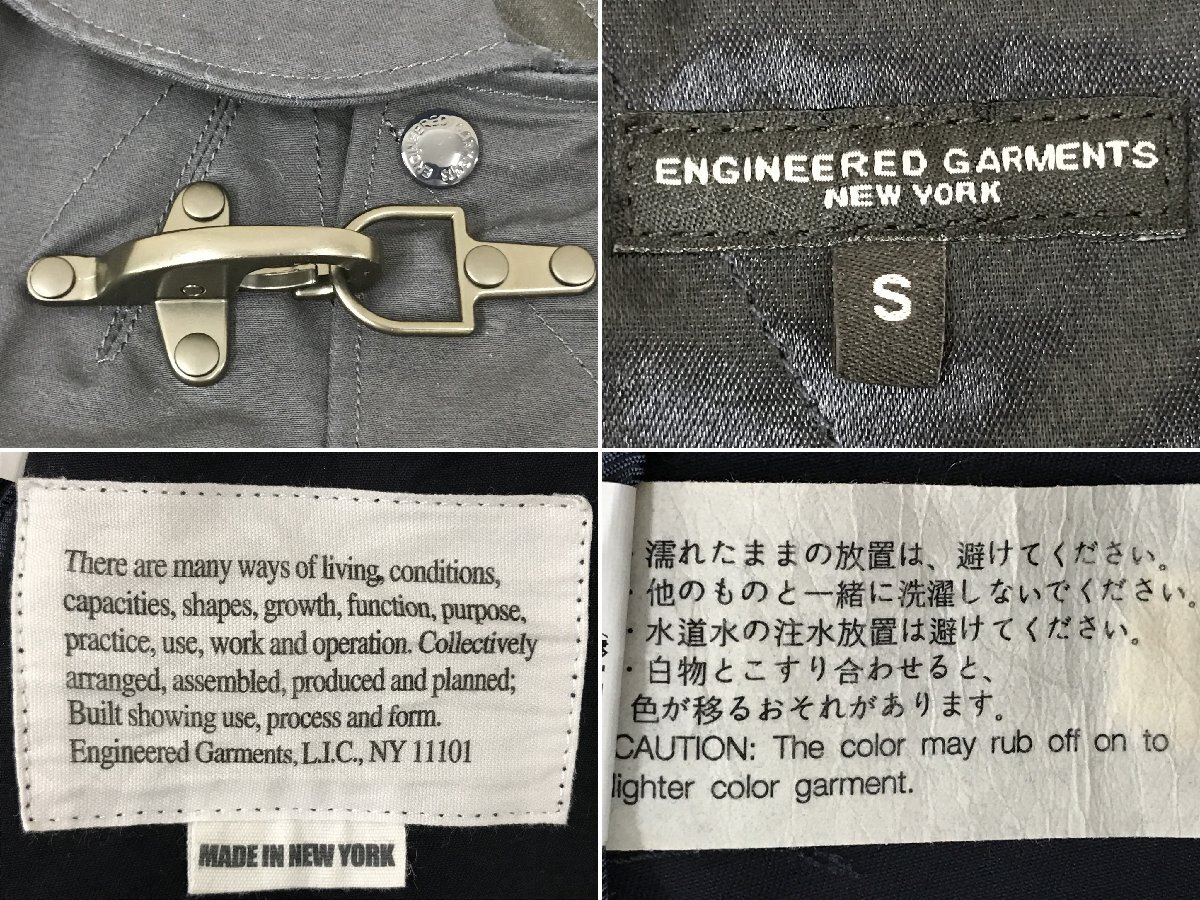 ENGINEERED GARMENTS
ENGINEERED GARMENTS
NEW YORK
S
There are many ways of living, conditions,
capacities, shapes, growth, function, purpose,
practice, use, work and operation. Collectively
arranged, assembled, produced and planned;
Built showing use, process and form.
Engineered Garments, L.I.C., NY 11101
MADE IN NEW YORK
・濡れたままの放置は、避けてください。
・他のものと一緒に洗濯しないでください。
・水道水の注水放置は避けてください。
・白物とこすり合わせると、
色が移るおそれがあります。
CAUTION: The color may rub off on to
lighter color garment.